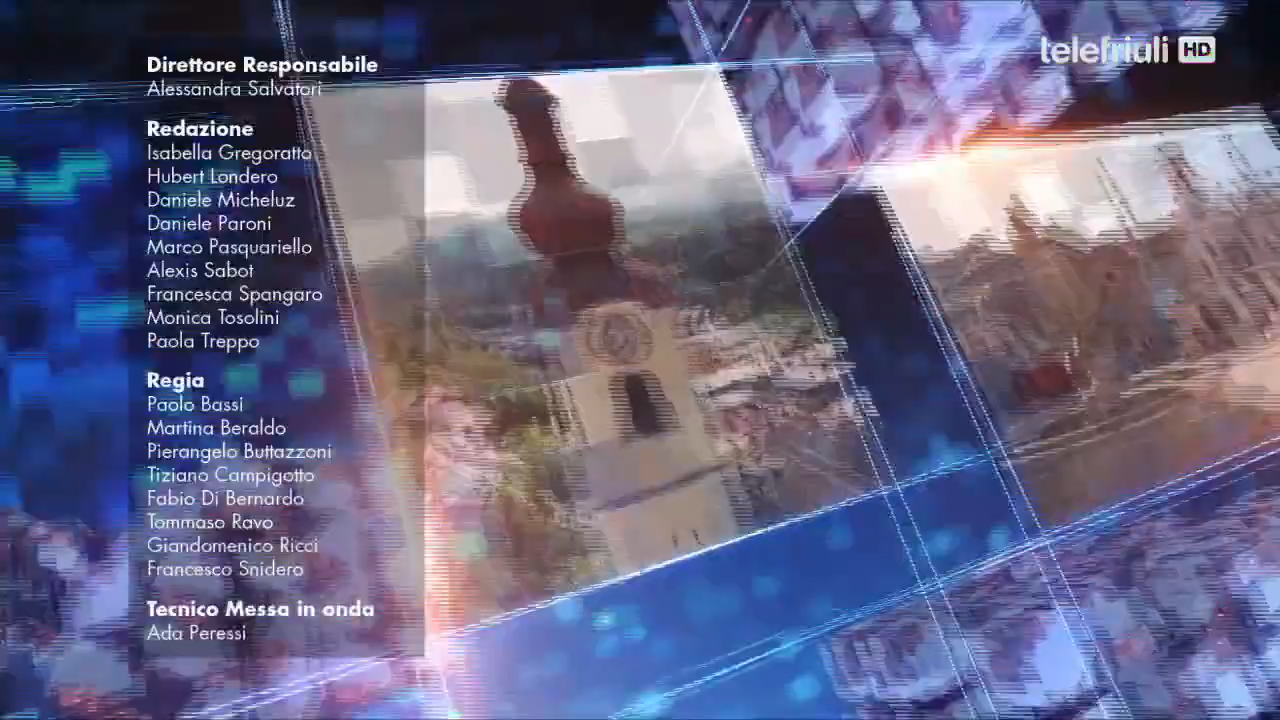 telefriuli HD
Direttore Responsabile
Alessandra Salvatori
Redazione
Isabella Gregoratto
Hubert Londero
Daniele Micheluz
Daniele Paroni
Marco Pasquariello
Alexis Sabot
Francesca Spangaro
Monica Tosolini
Paola Treppo
Regia
Paolo Bassi
Martina Beraldo
Pierangelo Buttazzoni
Tiziano Campigotto
Fabio Di Bernardo
Tommaso Ravo
Giandomenico Ricci
Francesco Snidero
Tecnico Messa in onda
Ada Peressi